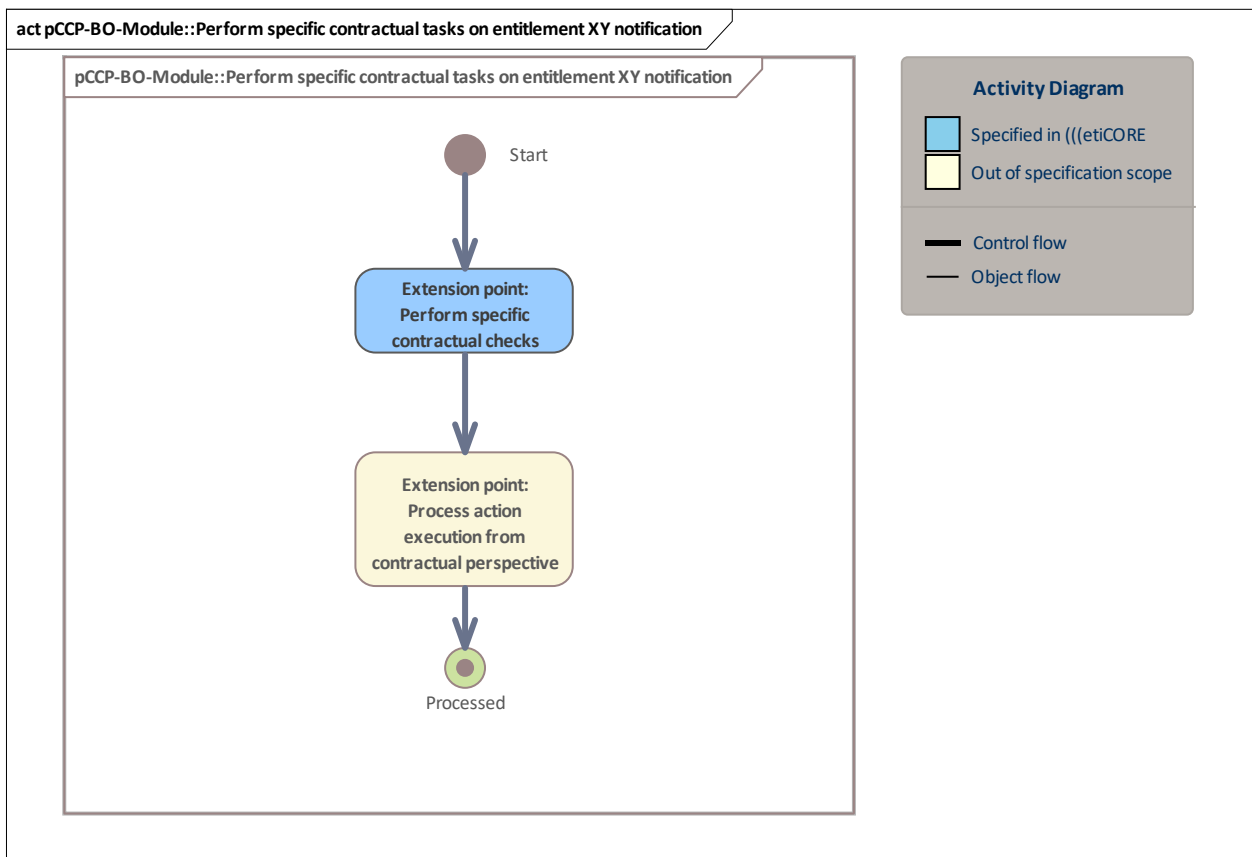 act pCCP-BO-Module::Perform specific contractual tasks on entitlement XY notification
pCCP-BO-Module::Perform specific contractual tasks on entitlement XY notification
Start
Extension point:
Perform specific
contractual checks
Extension point:
Process action
execution from
contractual perspective
Processed
Activity Diagram
Specified in (((etiCORE
Out of specification scope
Control flow
Object flow